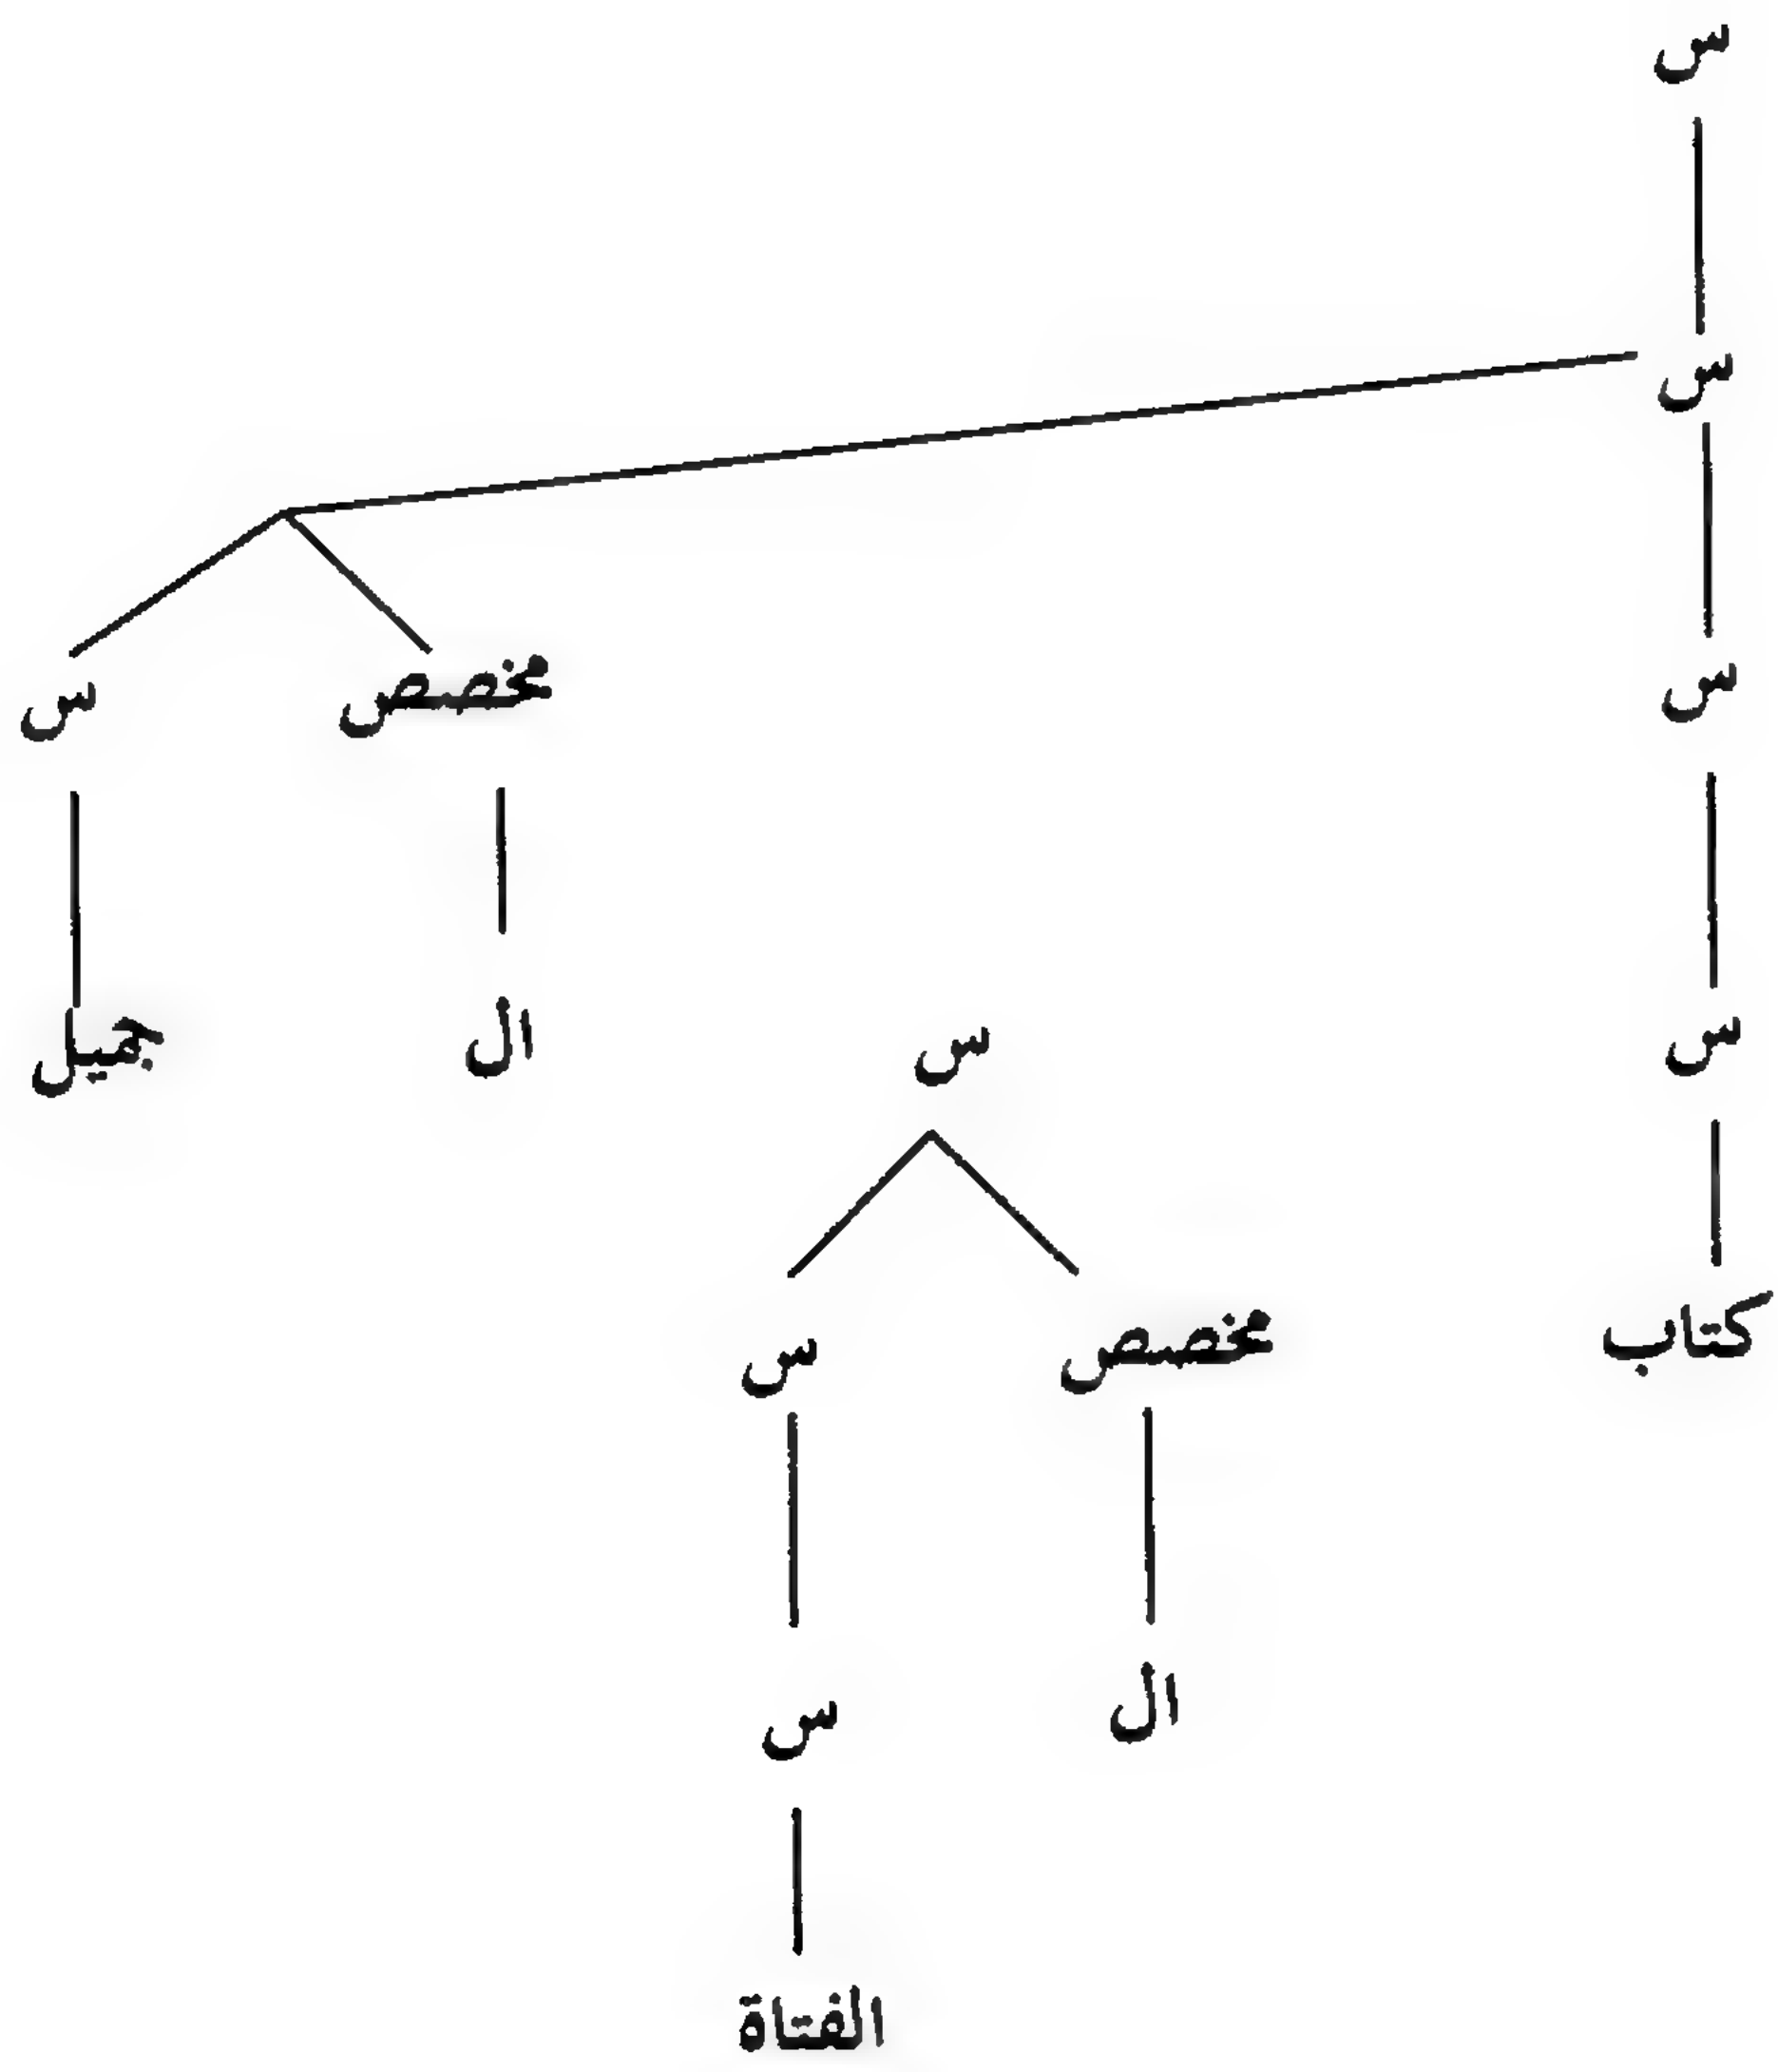 س
س
س مخصص س
س ال جميل
س
كتاب مخصص س
ال س
الفتاة